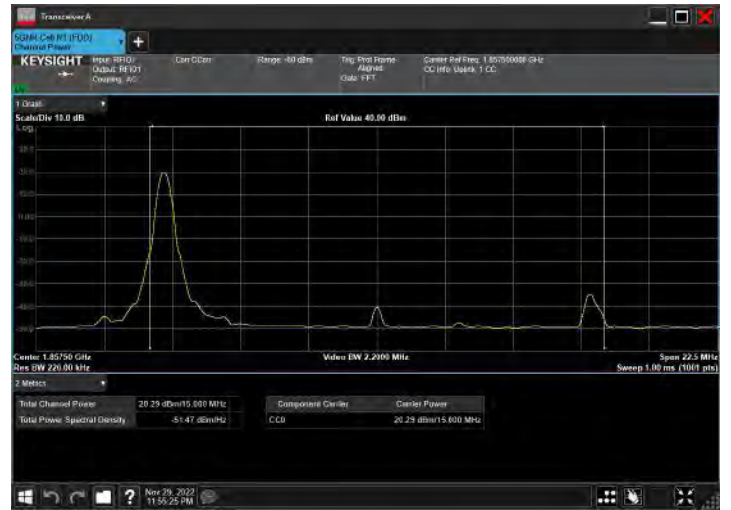 Transceiver A
5GNR-Cell N1 (FDD)
Channel Power
KEYSIGHT
Input: RFIO1
Output: RFIO1
Coupling: AC
Corr CCorr
Range: -60 dBm
Trig: Prot Frame
Aligned
Gate: FFT
Center Ref Freq: 1.857500000 GHz
CC Info: Uplink, 1 CC
1 Graph
Scale/Div 10.0 dB
Ref Value 40.00 dBm
Log
Center 1.85750 GHz
Video BW 2.2000 MHz
Span 22.5 MHz
Res BW 220.00 kHz
Sweep 1.00 ms (1001 pts)
2 Metrics
Total Channel Power
20.29 dBm/15.000 MHz
Total Power Spectral Density
-51.47 dBm/Hz
Component Carrier
Carrier Power
CC0
20.29 dBm/15.000 MHz
?
Nov 29, 2022
11:55:25 PM